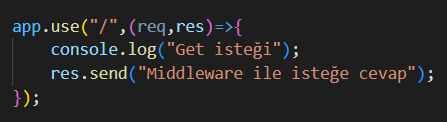 app.use("/",(req,res)=>{
    console.log("Get isteği");
    res.send("Middleware ile isteğe cevap");
});